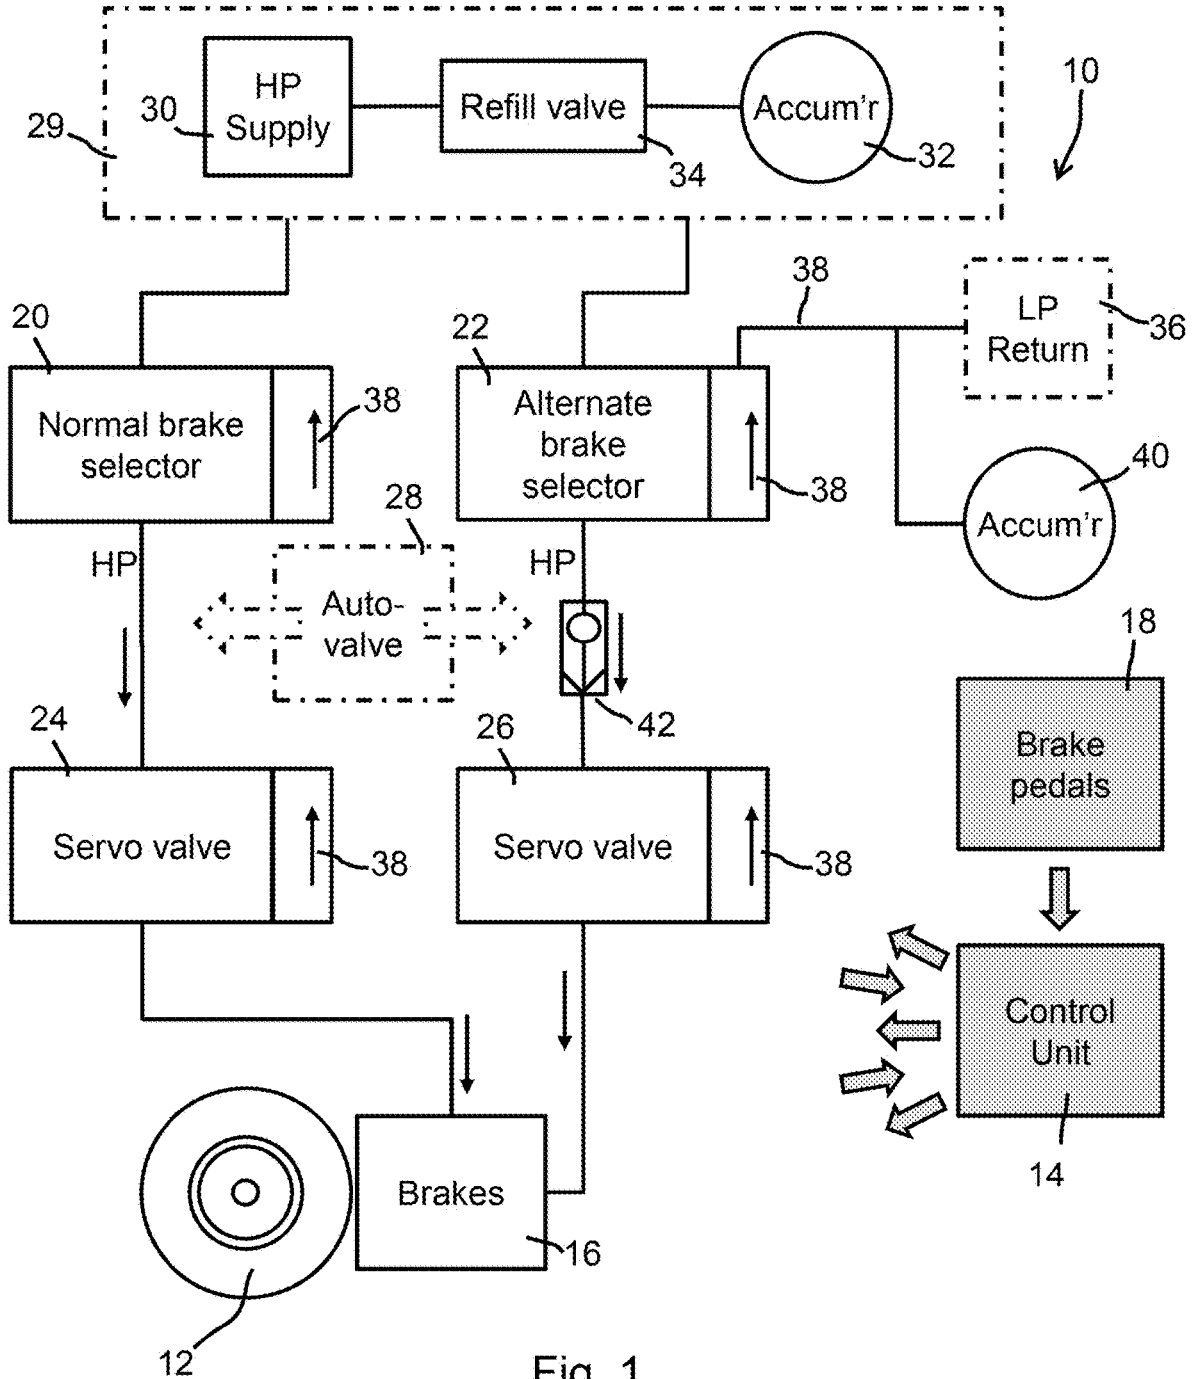 10
HP
Supply
30
Refill valve
Accum'r
29
34
32
38
LP
Return
36
20
22
Normal brake
selector
38
Alternate
brake
selector
38
40
Accum'r
28
HP
HP
Auto-
valve
18
42
24
26
Brake
pedals
Servo valve
38
Servo valve
38
Control
Unit
14
Brakes
16
12
Fig. 1